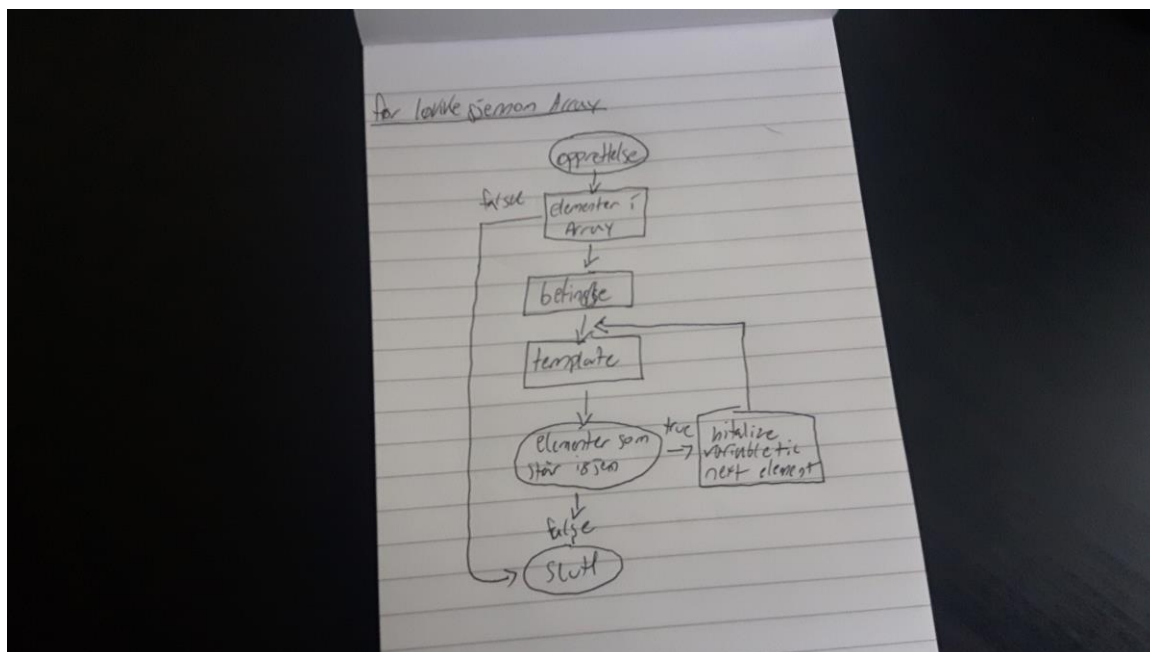 for løkke gjennom Array
opprettelse
false
elementer i
Array
betingelse
template
elementer som
står igjen
true
initalize
variable til
next element
false
Slutt